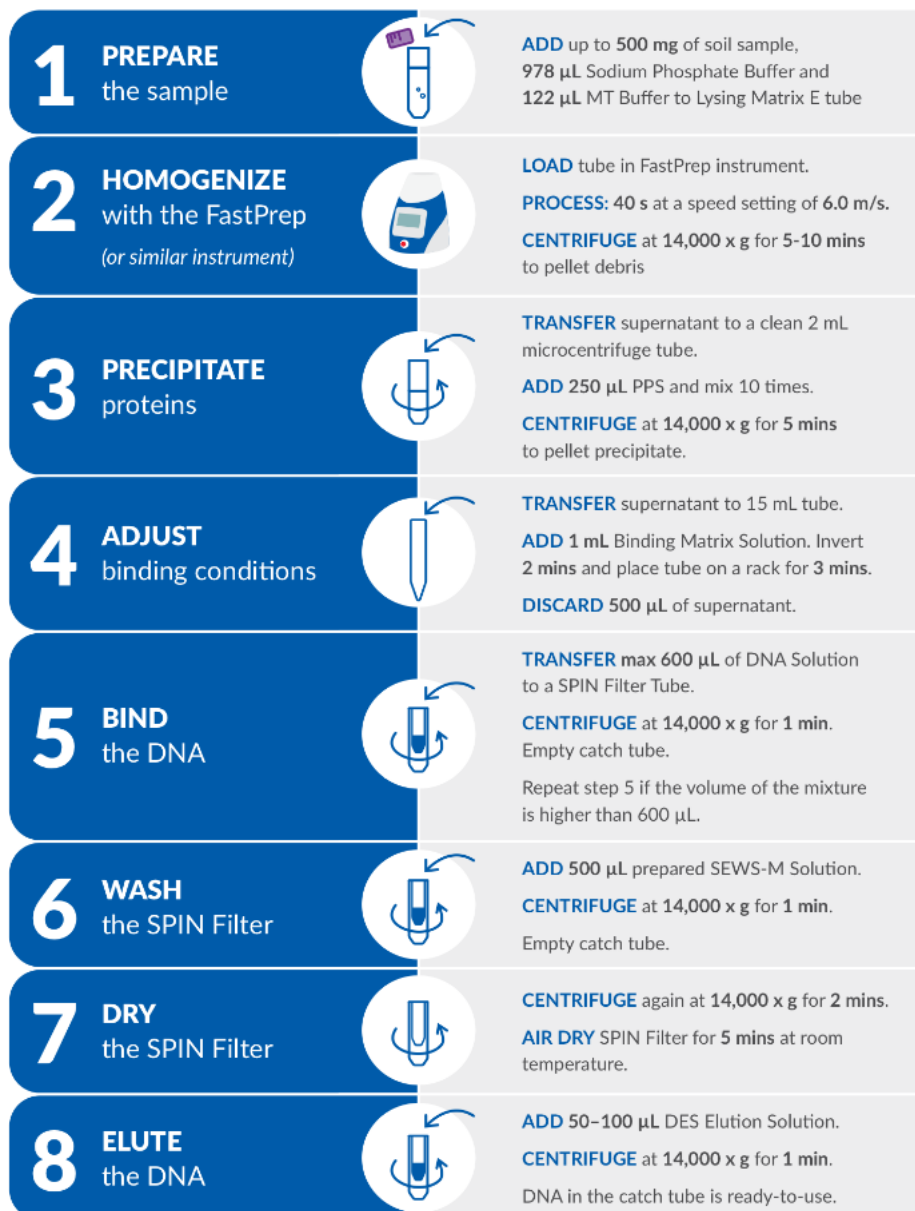 1
PREPARE
the sample
ADD up to 500 mg of soil sample,
978 µL Sodium Phosphate Buffer and
122 µL MT Buffer to Lysing Matrix E tube
2
HOMOGENIZE
with the FastPrep
(or similar instrument)
LOAD tube in FastPrep instrument.
PROCESS: 40 s at a speed setting of 6.0 m/s.
CENTRIFUGE at 14,000 x g for 5-10 mins
to pellet debris
3
PRECIPITATE
proteins
TRANSFER supernatant to a clean 2 mL
microcentrifuge tube.
ADD 250 µL PPS and mix 10 times.
CENTRIFUGE at 14,000 x g for 5 mins
to pellet precipitate.
4
ADJUST
binding conditions
TRANSFER supernatant to 15 mL tube.
ADD 1 mL Binding Matrix Solution. Invert
2 mins and place tube on a rack for 3 mins.
DISCARD 500 µL of supernatant.
5
BIND
the DNA
TRANSFER max 600 µL of DNA Solution
to a SPIN Filter Tube.
CENTRIFUGE at 14,000 x g for 1 min.
Empty catch tube.
Repeat step 5 if the volume of the mixture
is higher than 600 µL.
6
WASH
the SPIN Filter
ADD 500 µL prepared SEWS-M Solution.
CENTRIFUGE at 14,000 x g for 1 min.
Empty catch tube.
7
DRY
the SPIN Filter
CENTRIFUGE again at 14,000 x g for 2 mins.
AIR DRY SPIN Filter for 5 mins at room
temperature.
8
ELUTE
the DNA
ADD 50–100 µL DES Elution Solution.
CENTRIFUGE at 14,000 x g for 1 min.
DNA in the catch tube is ready-to-use.